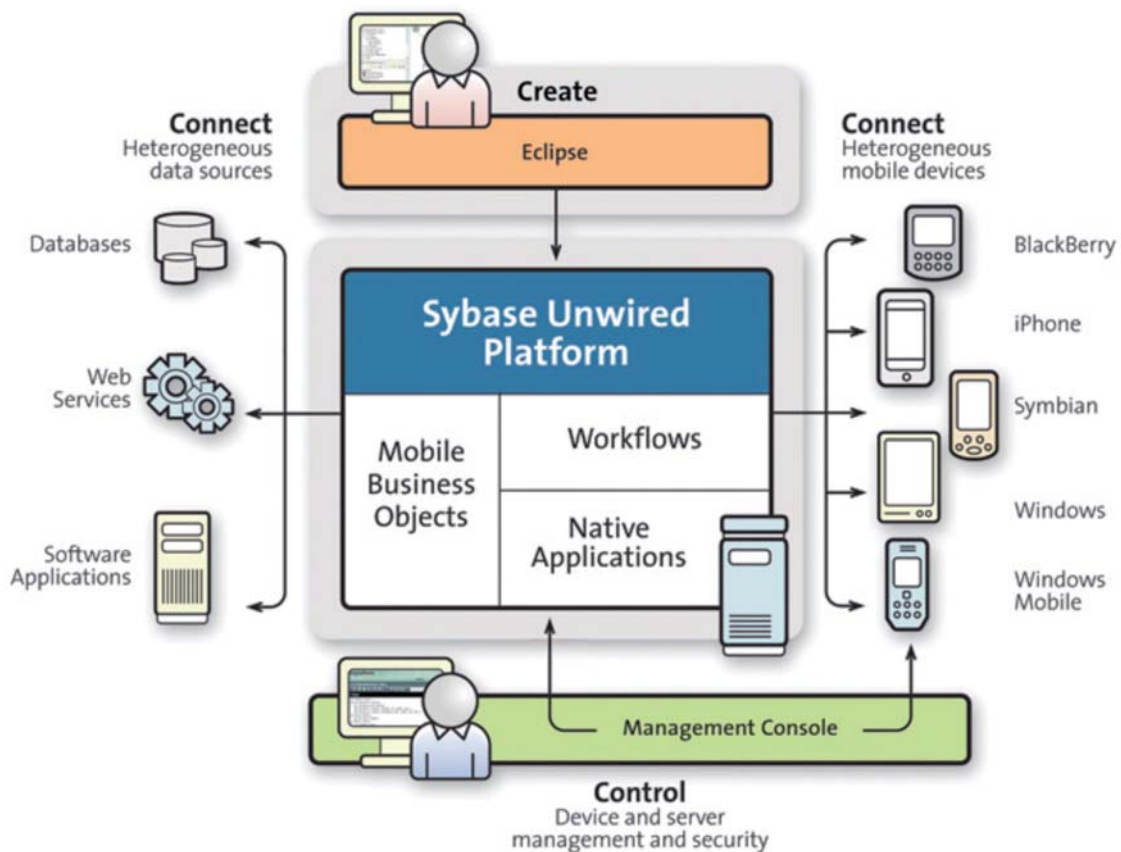 Create
Eclipse
Connect
Heterogeneous
data sources
Databases
Web
Services
Software
Applications
Sybase Unwired
Platform
Mobile
Business
Objects
Workflows
Native
Applications
Connect
Heterogeneous
mobile devices
BlackBerry
iPhone
Symbian
Windows
Windows
Mobile
Management Console
Control
Device and server
management and security